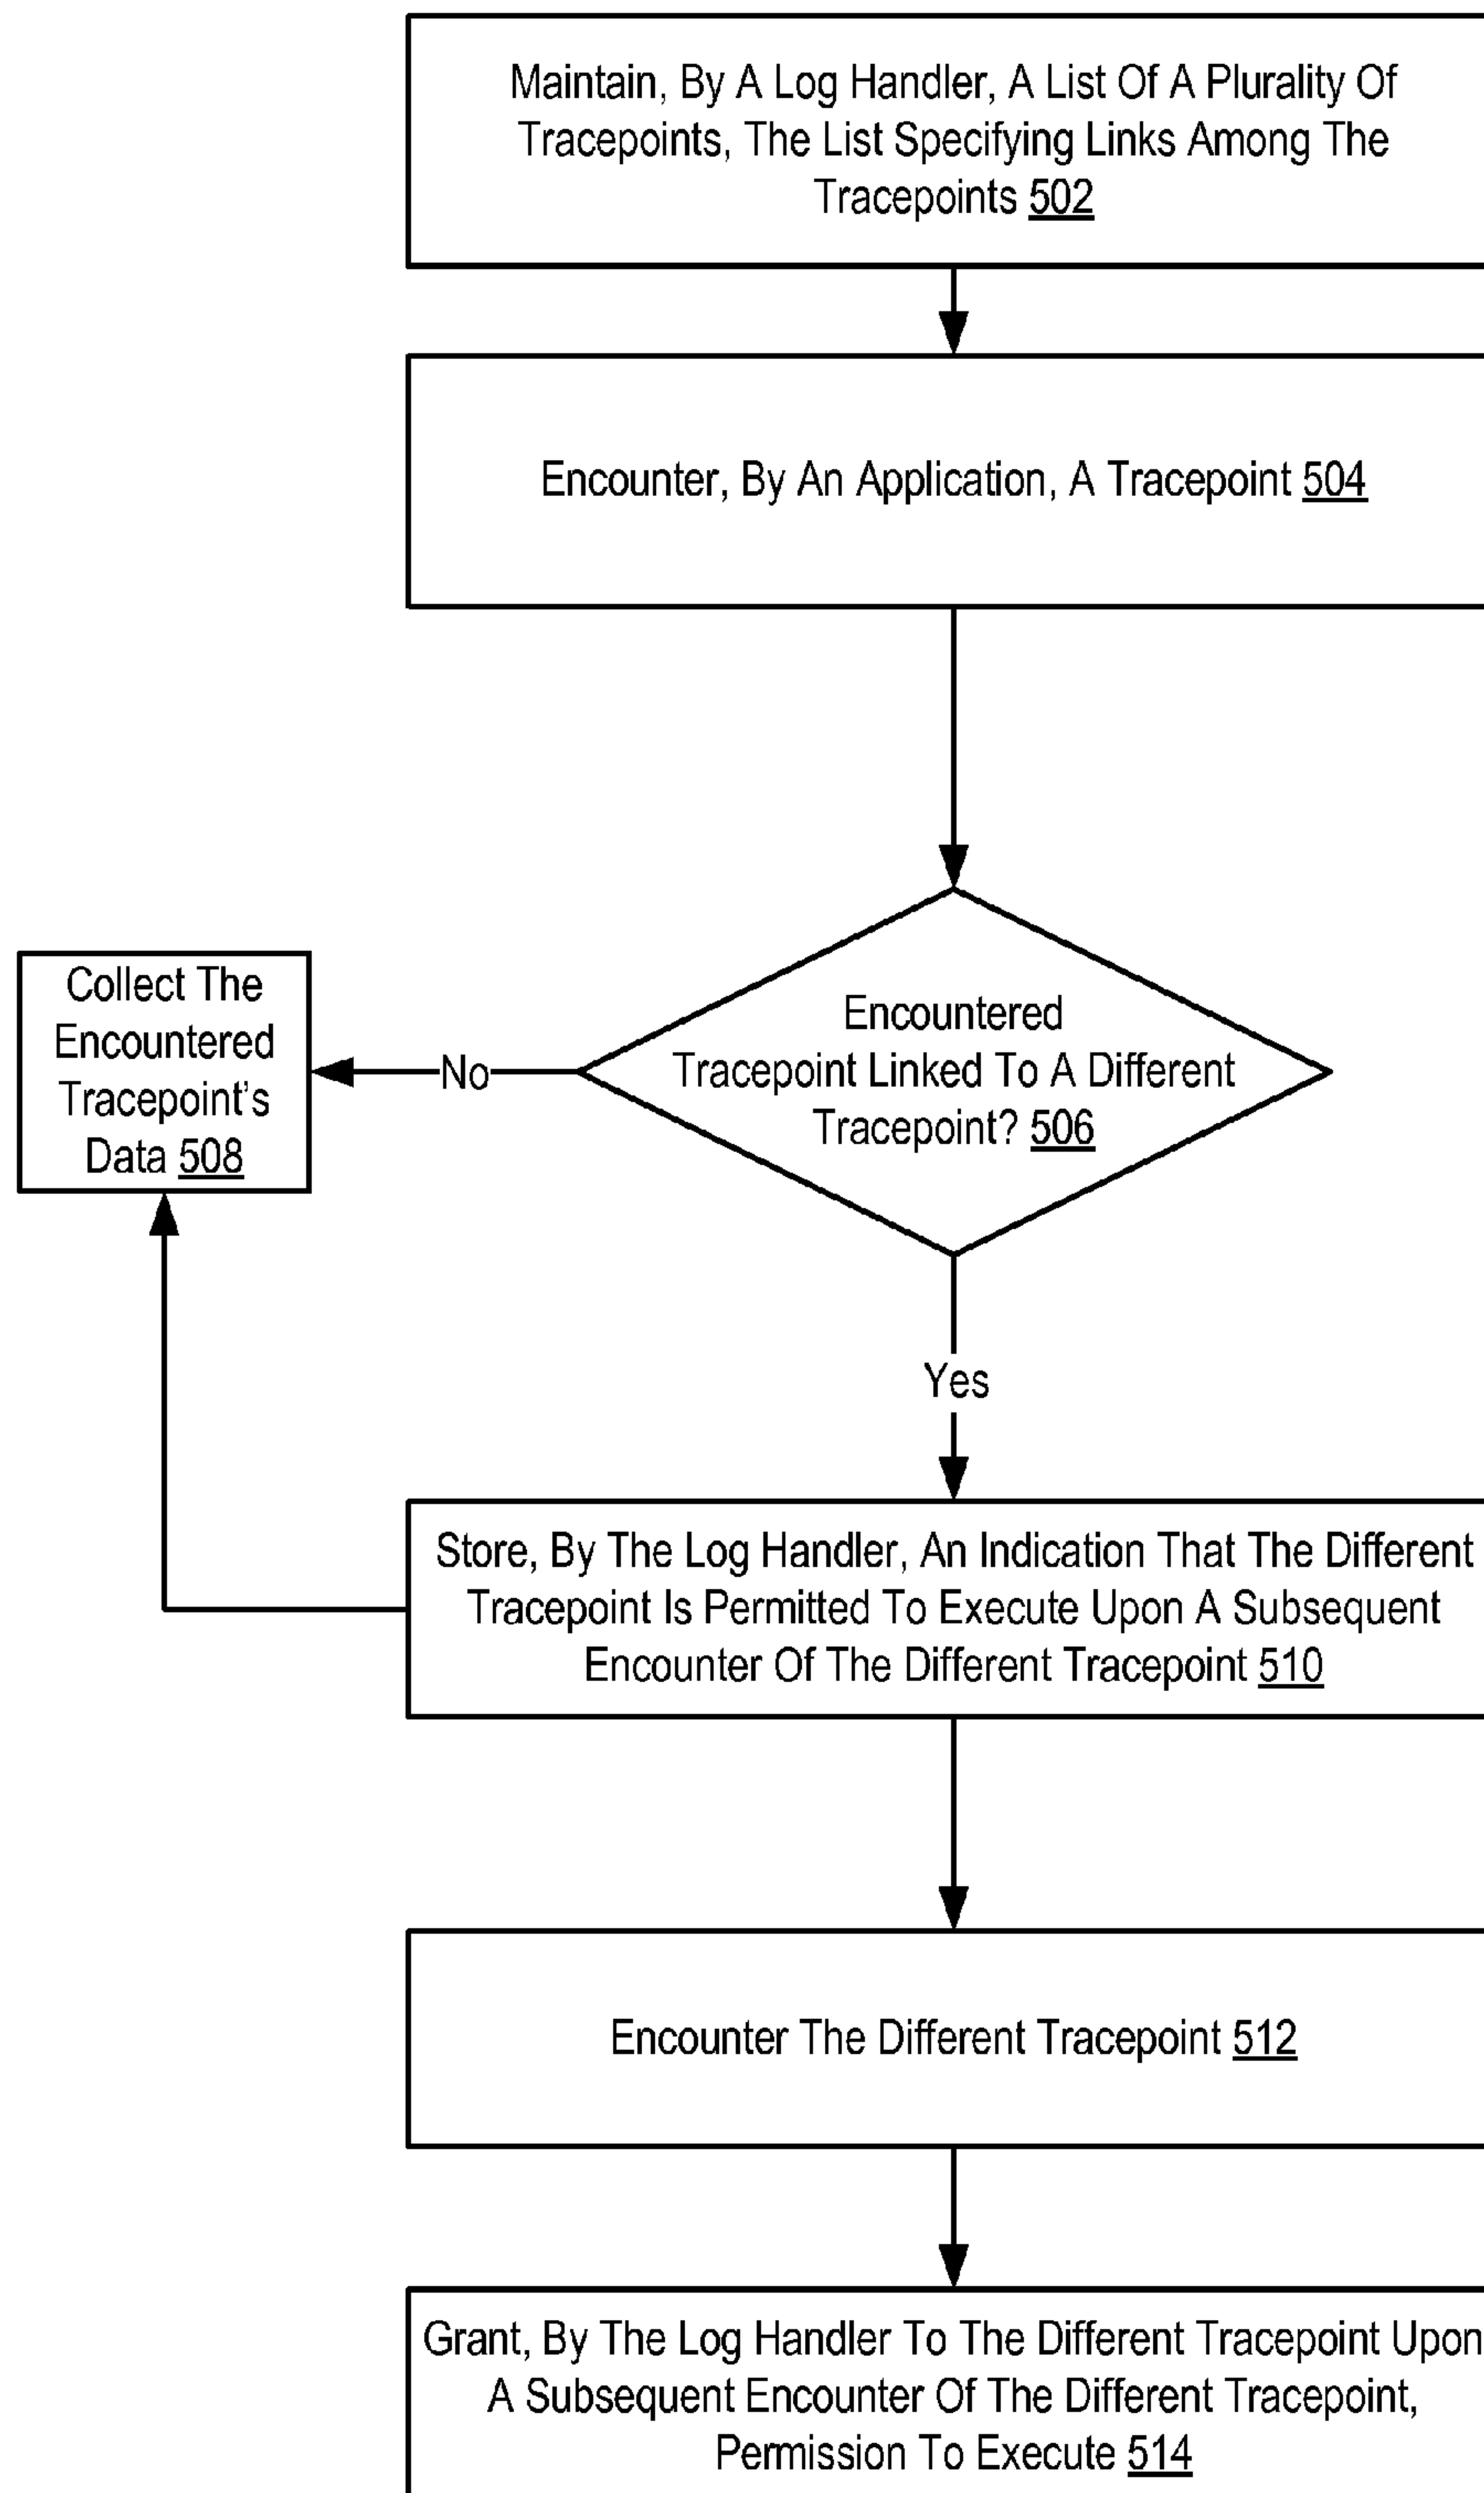 Maintain, By A Log Handler, A List Of A Plurality Of
Tracepoints, The List Specifying Links Among The
Tracepoints 502
Encounter, By An Application, A Tracepoint 504
Encountered
Tracepoint Linked To A Different
Tracepoint? 506
No
Collect The
Encountered
Tracepoint's
Data 508
Yes
Store, By The Log Handler, An Indication That The Different
Tracepoint Is Permitted To Execute Upon A Subsequent
Encounter Of The Different Tracepoint 510
Encounter The Different Tracepoint 512
Grant, By The Log Handler To The Different Tracepoint Upon
A Subsequent Encounter Of The Different Tracepoint,
Permission To Execute 514